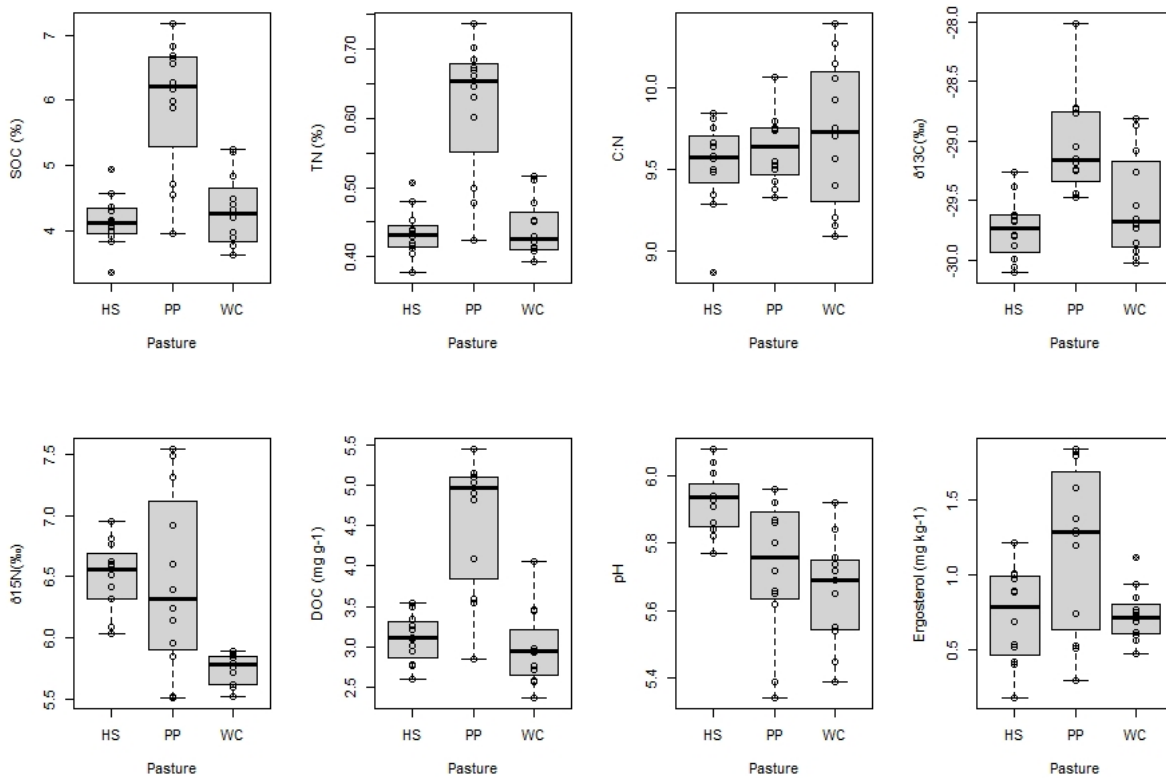 SOC (%)
7
6
5
4
HS PP WC
Pasture
TN (%)
0.70
0.60
0.50
0.40
HS PP WC
Pasture
C:N
10.0
9.5
9.0
HS PP WC
Pasture
δ13C(‰)
-28.0
-28.5
-29.0
-29.5
-30.0
HS PP WC
Pasture
δ15N(‰)
7.5
7.0
6.5
6.0
5.5
HS PP WC
Pasture
DOC (mg g-1)
5.5
5.0
4.5
4.0
3.5
3.0
2.5
HS PP WC
Pasture
pH
6.0
5.8
5.6
5.4
HS PP WC
Pasture
Ergosterol (mg kg-1)
1.5
1.0
0.5
HS PP WC
Pasture